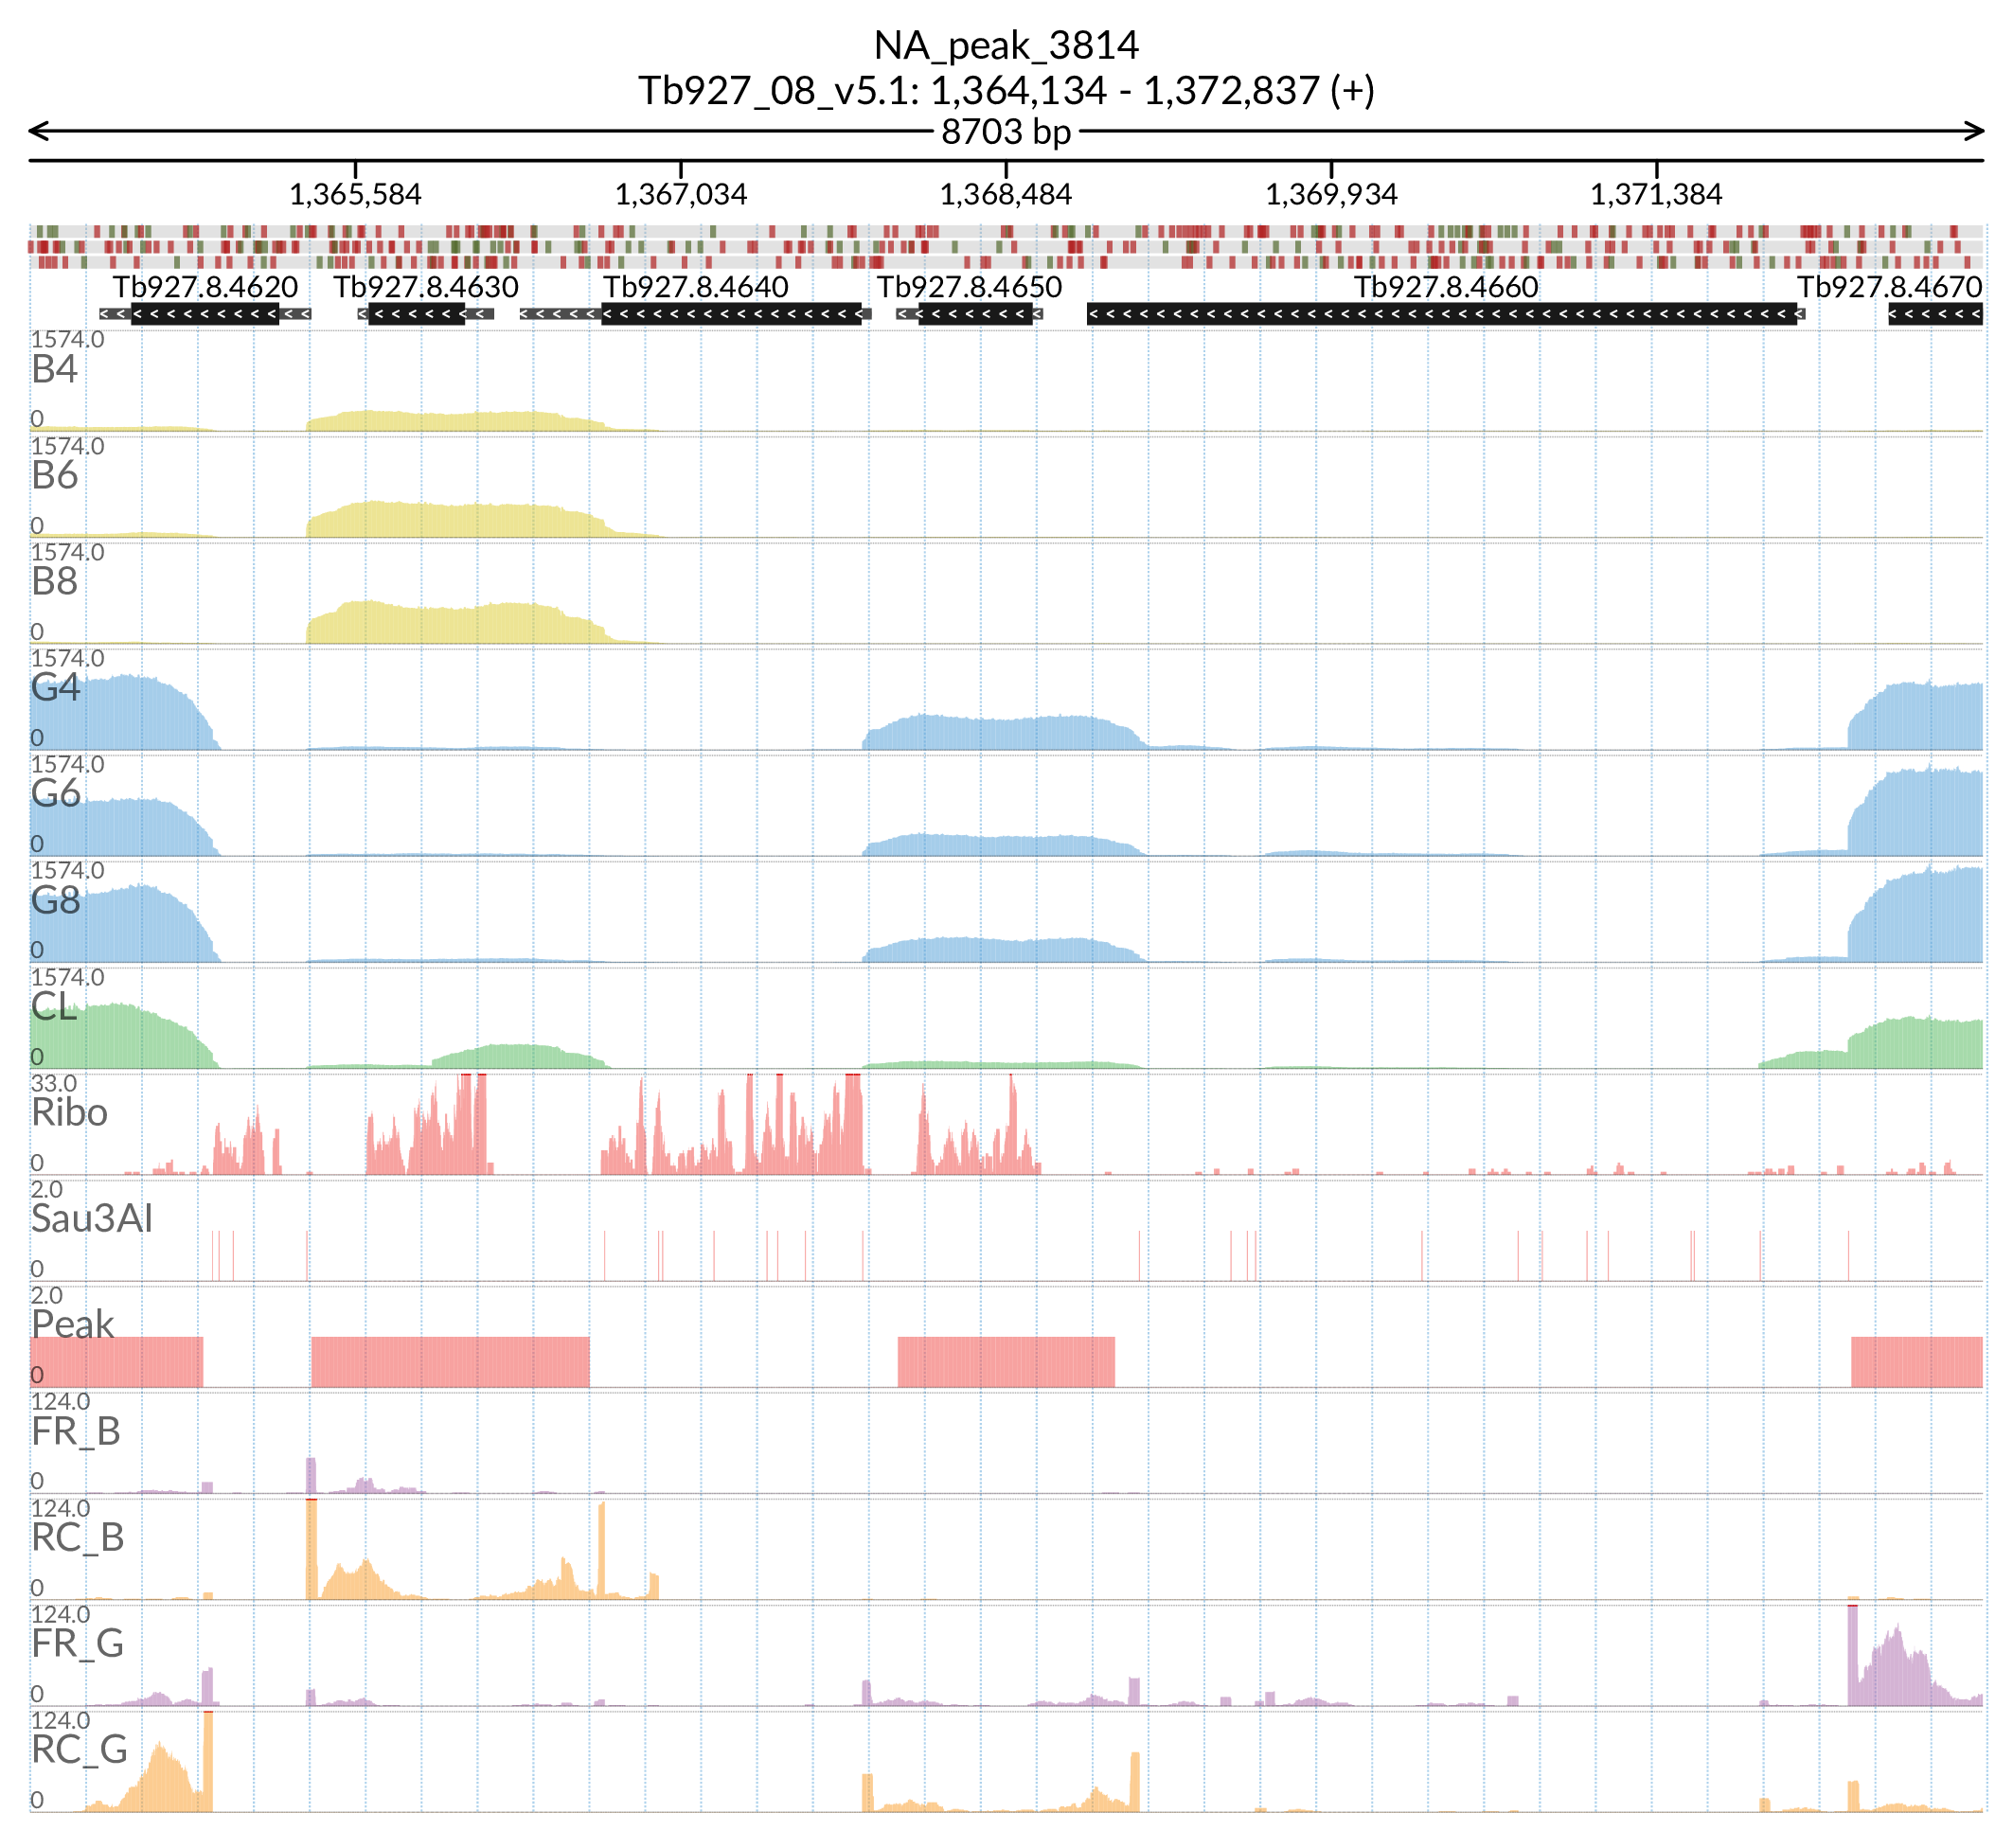 NA_peak_3814
Tb927_08_v5.1: 1,364,134 - 1,372,837 (+)
8703 bp
1,365,584 1,367,034 1,368,484 1,369,934 1,371,384
Tb927.8.4620 Tb927.8.4630 Tb927.8.4640 Tb927.8.4650 Tb927.8.4660 Tb927.8.4670
1574.0
B4
0
1574.0
B6
0
1574.0
B8
0
1574.0
G4
0
1574.0
G6
0
1574.0
G8
0
1574.0
CL
0
33.0
Ribo
0
2.0
Sau3AI
0
2.0
Peak
0
124.0
FR_B
0
124.0
RC_B
0
124.0
FR_G
0
124.0
RC_G
0